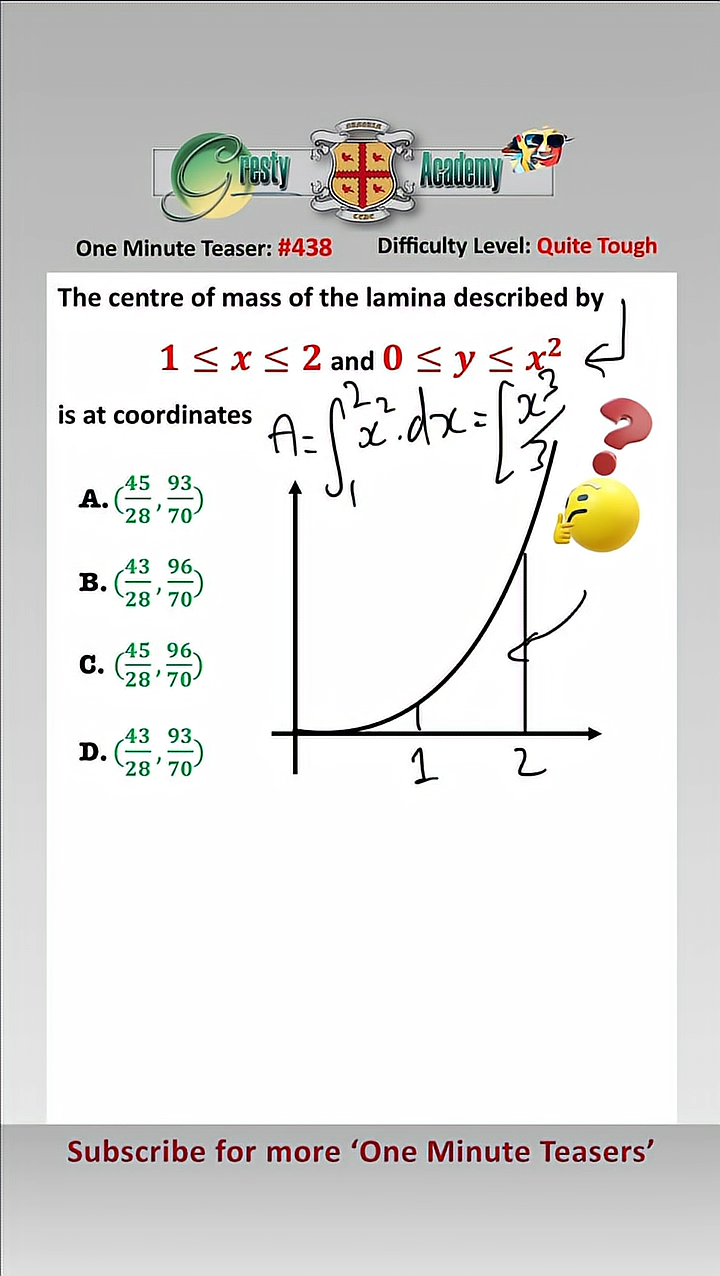 Gresty Academy
One Minute Teaser: #438 Difficulty Level: Quite Tough
The centre of mass of the lamina described by
1 ≤ x ≤ 2 and 0 ≤ y ≤ x²
is at coordinates
A = ∫₁² x² . dx = [x³/3
A. (45/28, 93/70)
B. (43/28, 96/70)
C. (45/28, 96/70)
D. (43/28, 93/70)
?
1 2
Subscribe for more ‘One Minute Teasers’